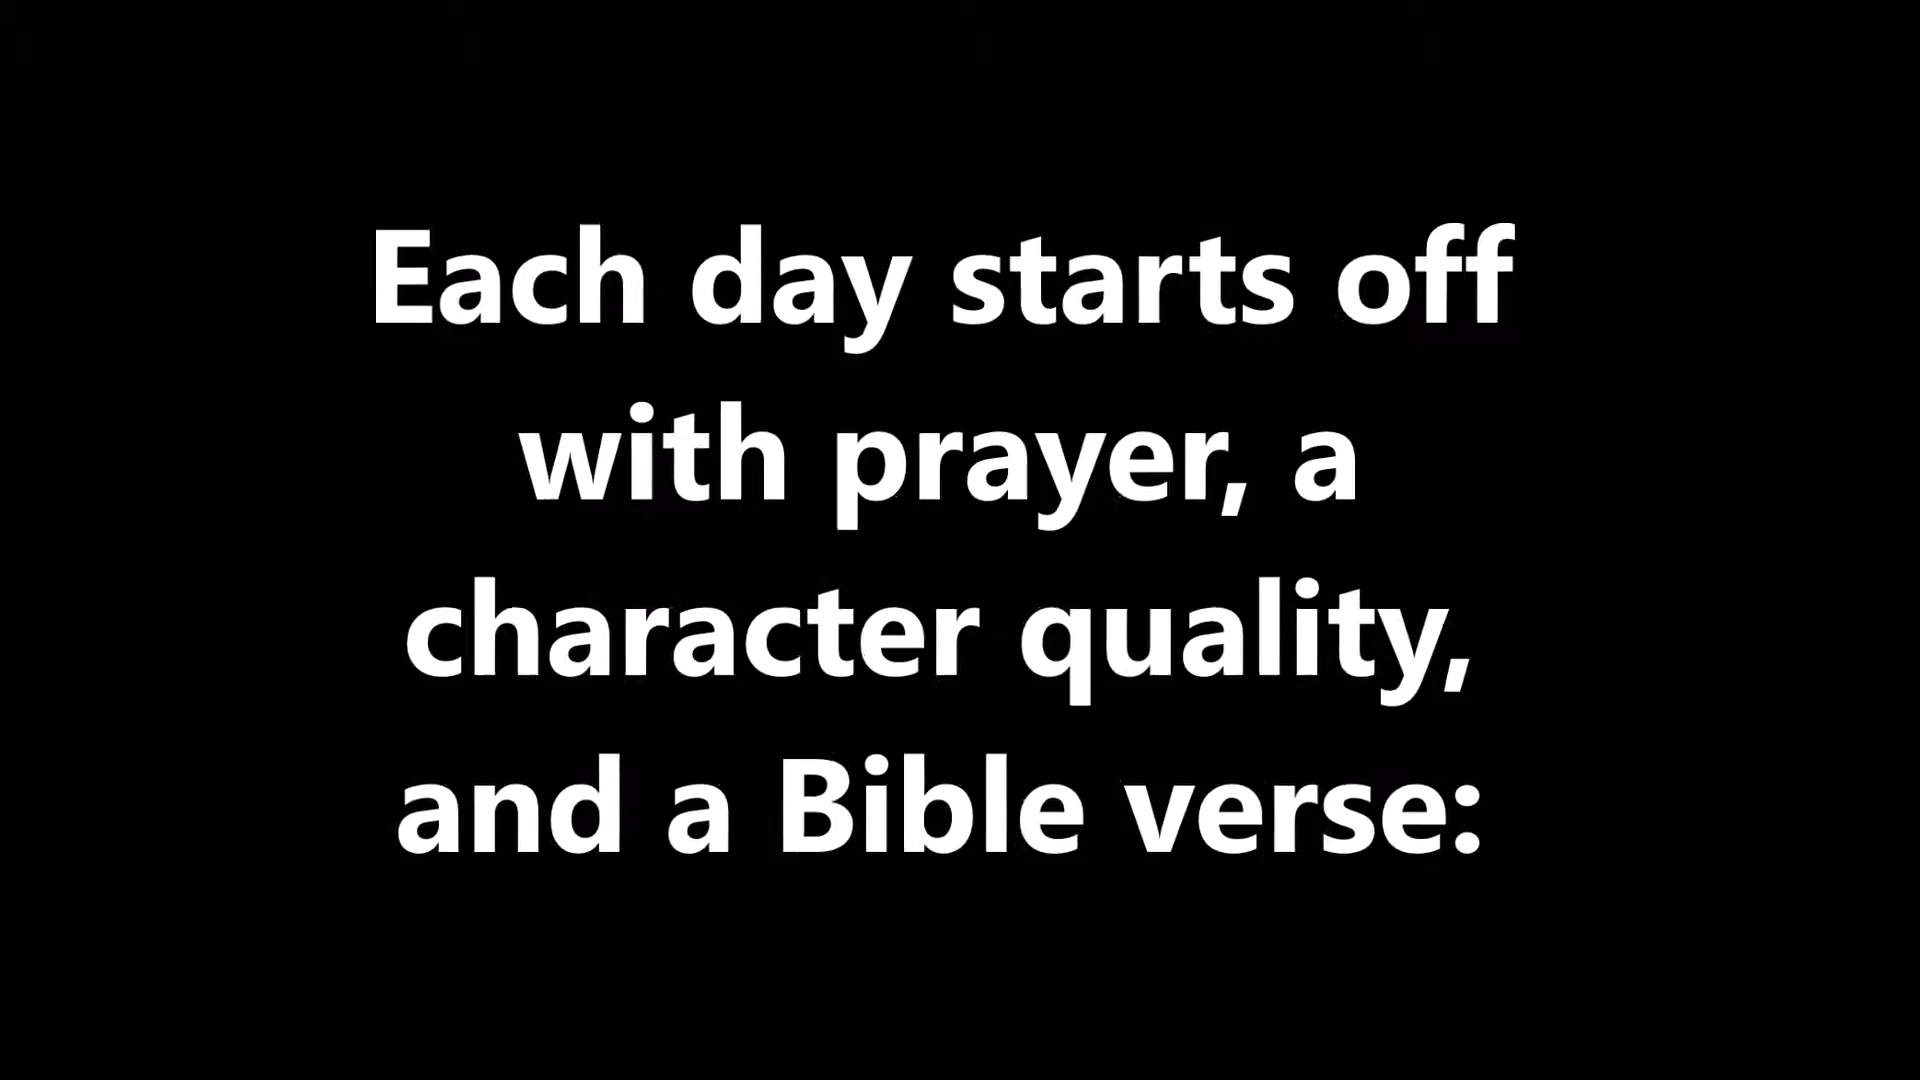 Each day starts off
with prayer, a
character quality,
and a Bible verse: